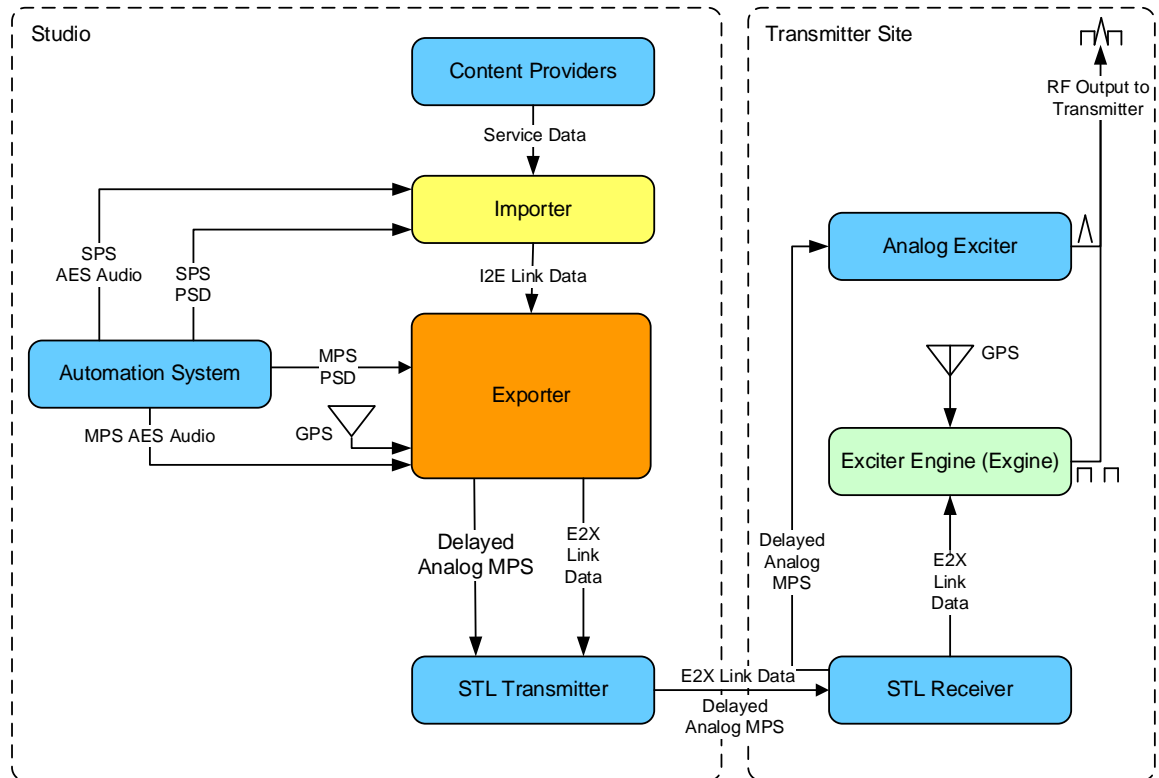 Studio
Transmitter Site
Content Providers
RF Output to
Transmitter
Service Data
Importer
Analog Exciter
SPS
AES Audio
SPS
PSD
I2E Link Data
Automation System
MPS
PSD
Exporter
GPS
GPS
MPS AES Audio
Exciter Engine (Exgine)
Delayed
Analog MPS
E2X
Link
Data
Delayed
Analog
MPS
E2X
Link
Data
STL Transmitter
E2X Link Data
Delayed
Analog MPS
STL Receiver